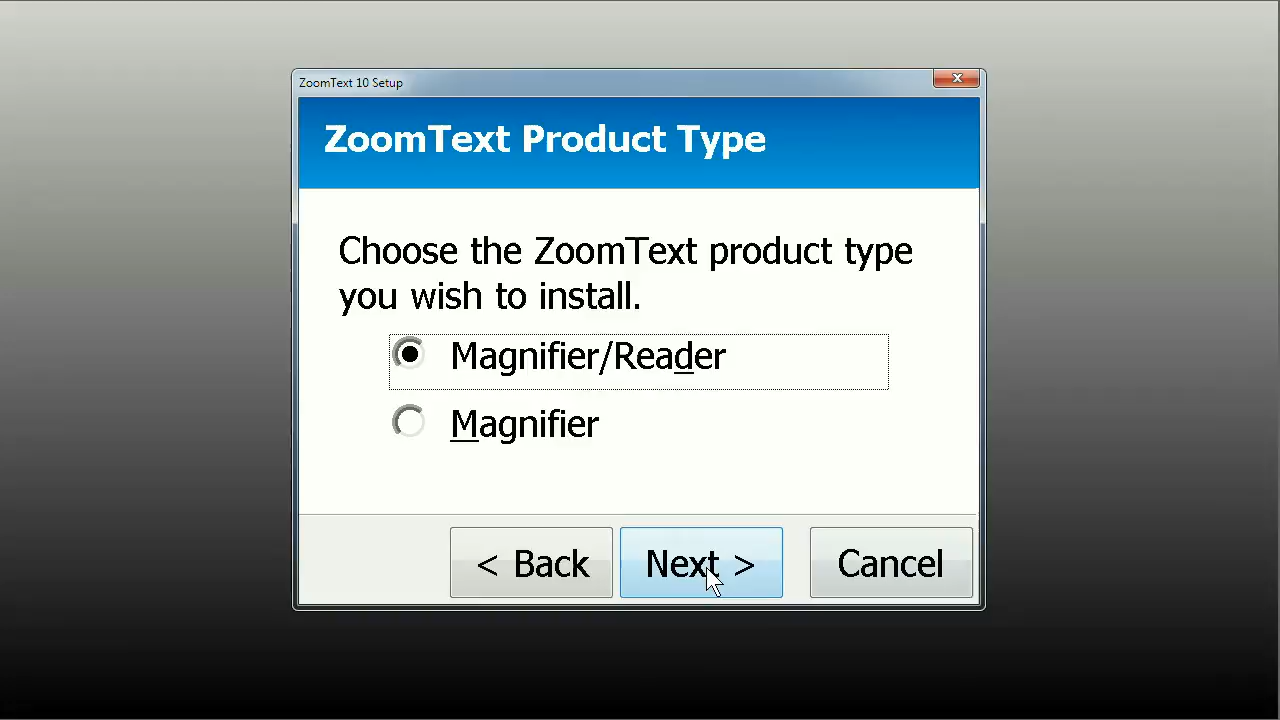 ZoomText 10 Setup
ZoomText Product Type
Choose the ZoomText product type
you wish to install.
Magnifier/Reader
Magnifier
< Back
Next >
Cancel